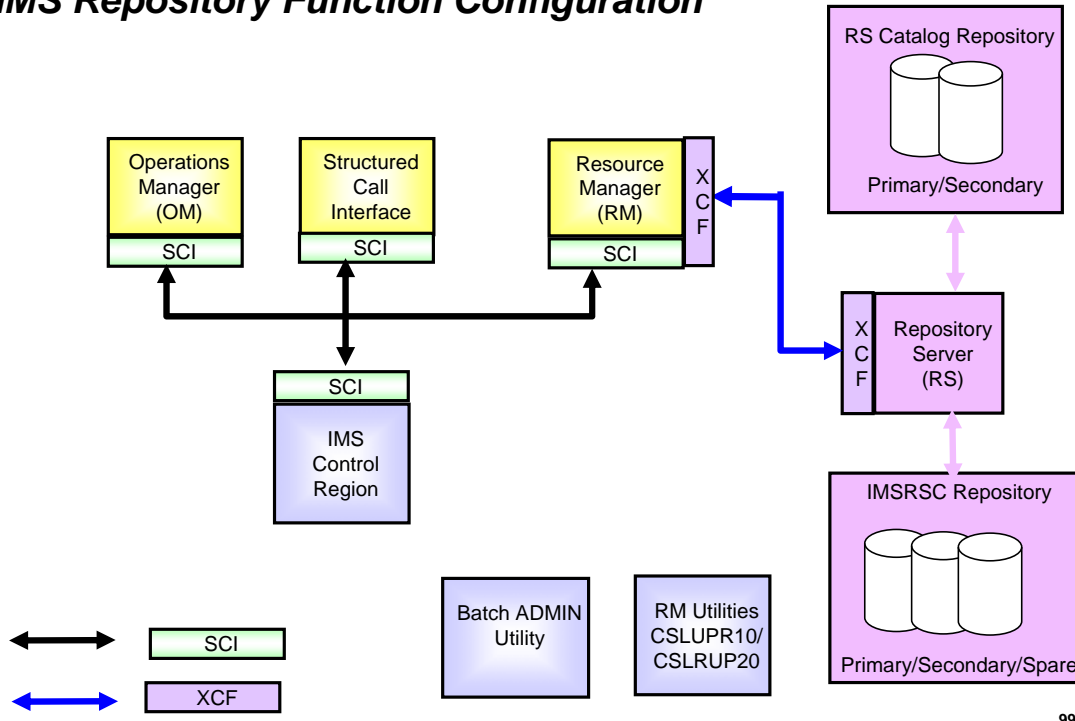 IMS Repository Function Configuration
RS Catalog Repository
Primary/Secondary
Operations
Manager
(OM)
SCI
Structured
Call
Interface
SCI
Resource
Manager
(RM)
SCI
X
C
F
X
C
F
Repository
Server
(RS)
SCI
IMS
Control
Region
IMSRSC Repository
Primary/Secondary/Spare
Batch ADMIN
Utility
RM Utilities
CSLUPR10/
CSLRUP20
SCI
XCF
99